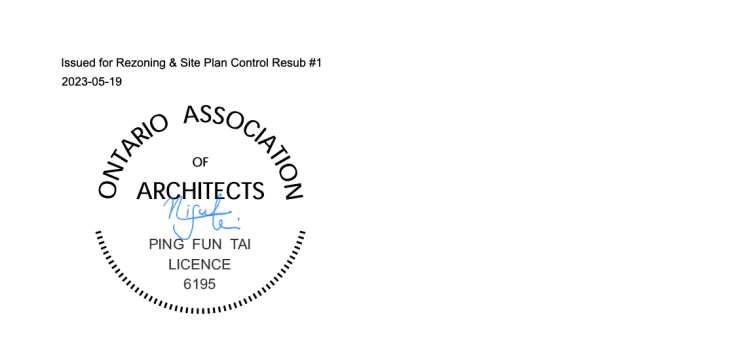 Issued for Rezoning & Site Plan Control Resub #1
2023-05-19
ONTARIO ASSOCIATION
OF
ARCHITECTS
PING FUN TAI
LICENCE
6195